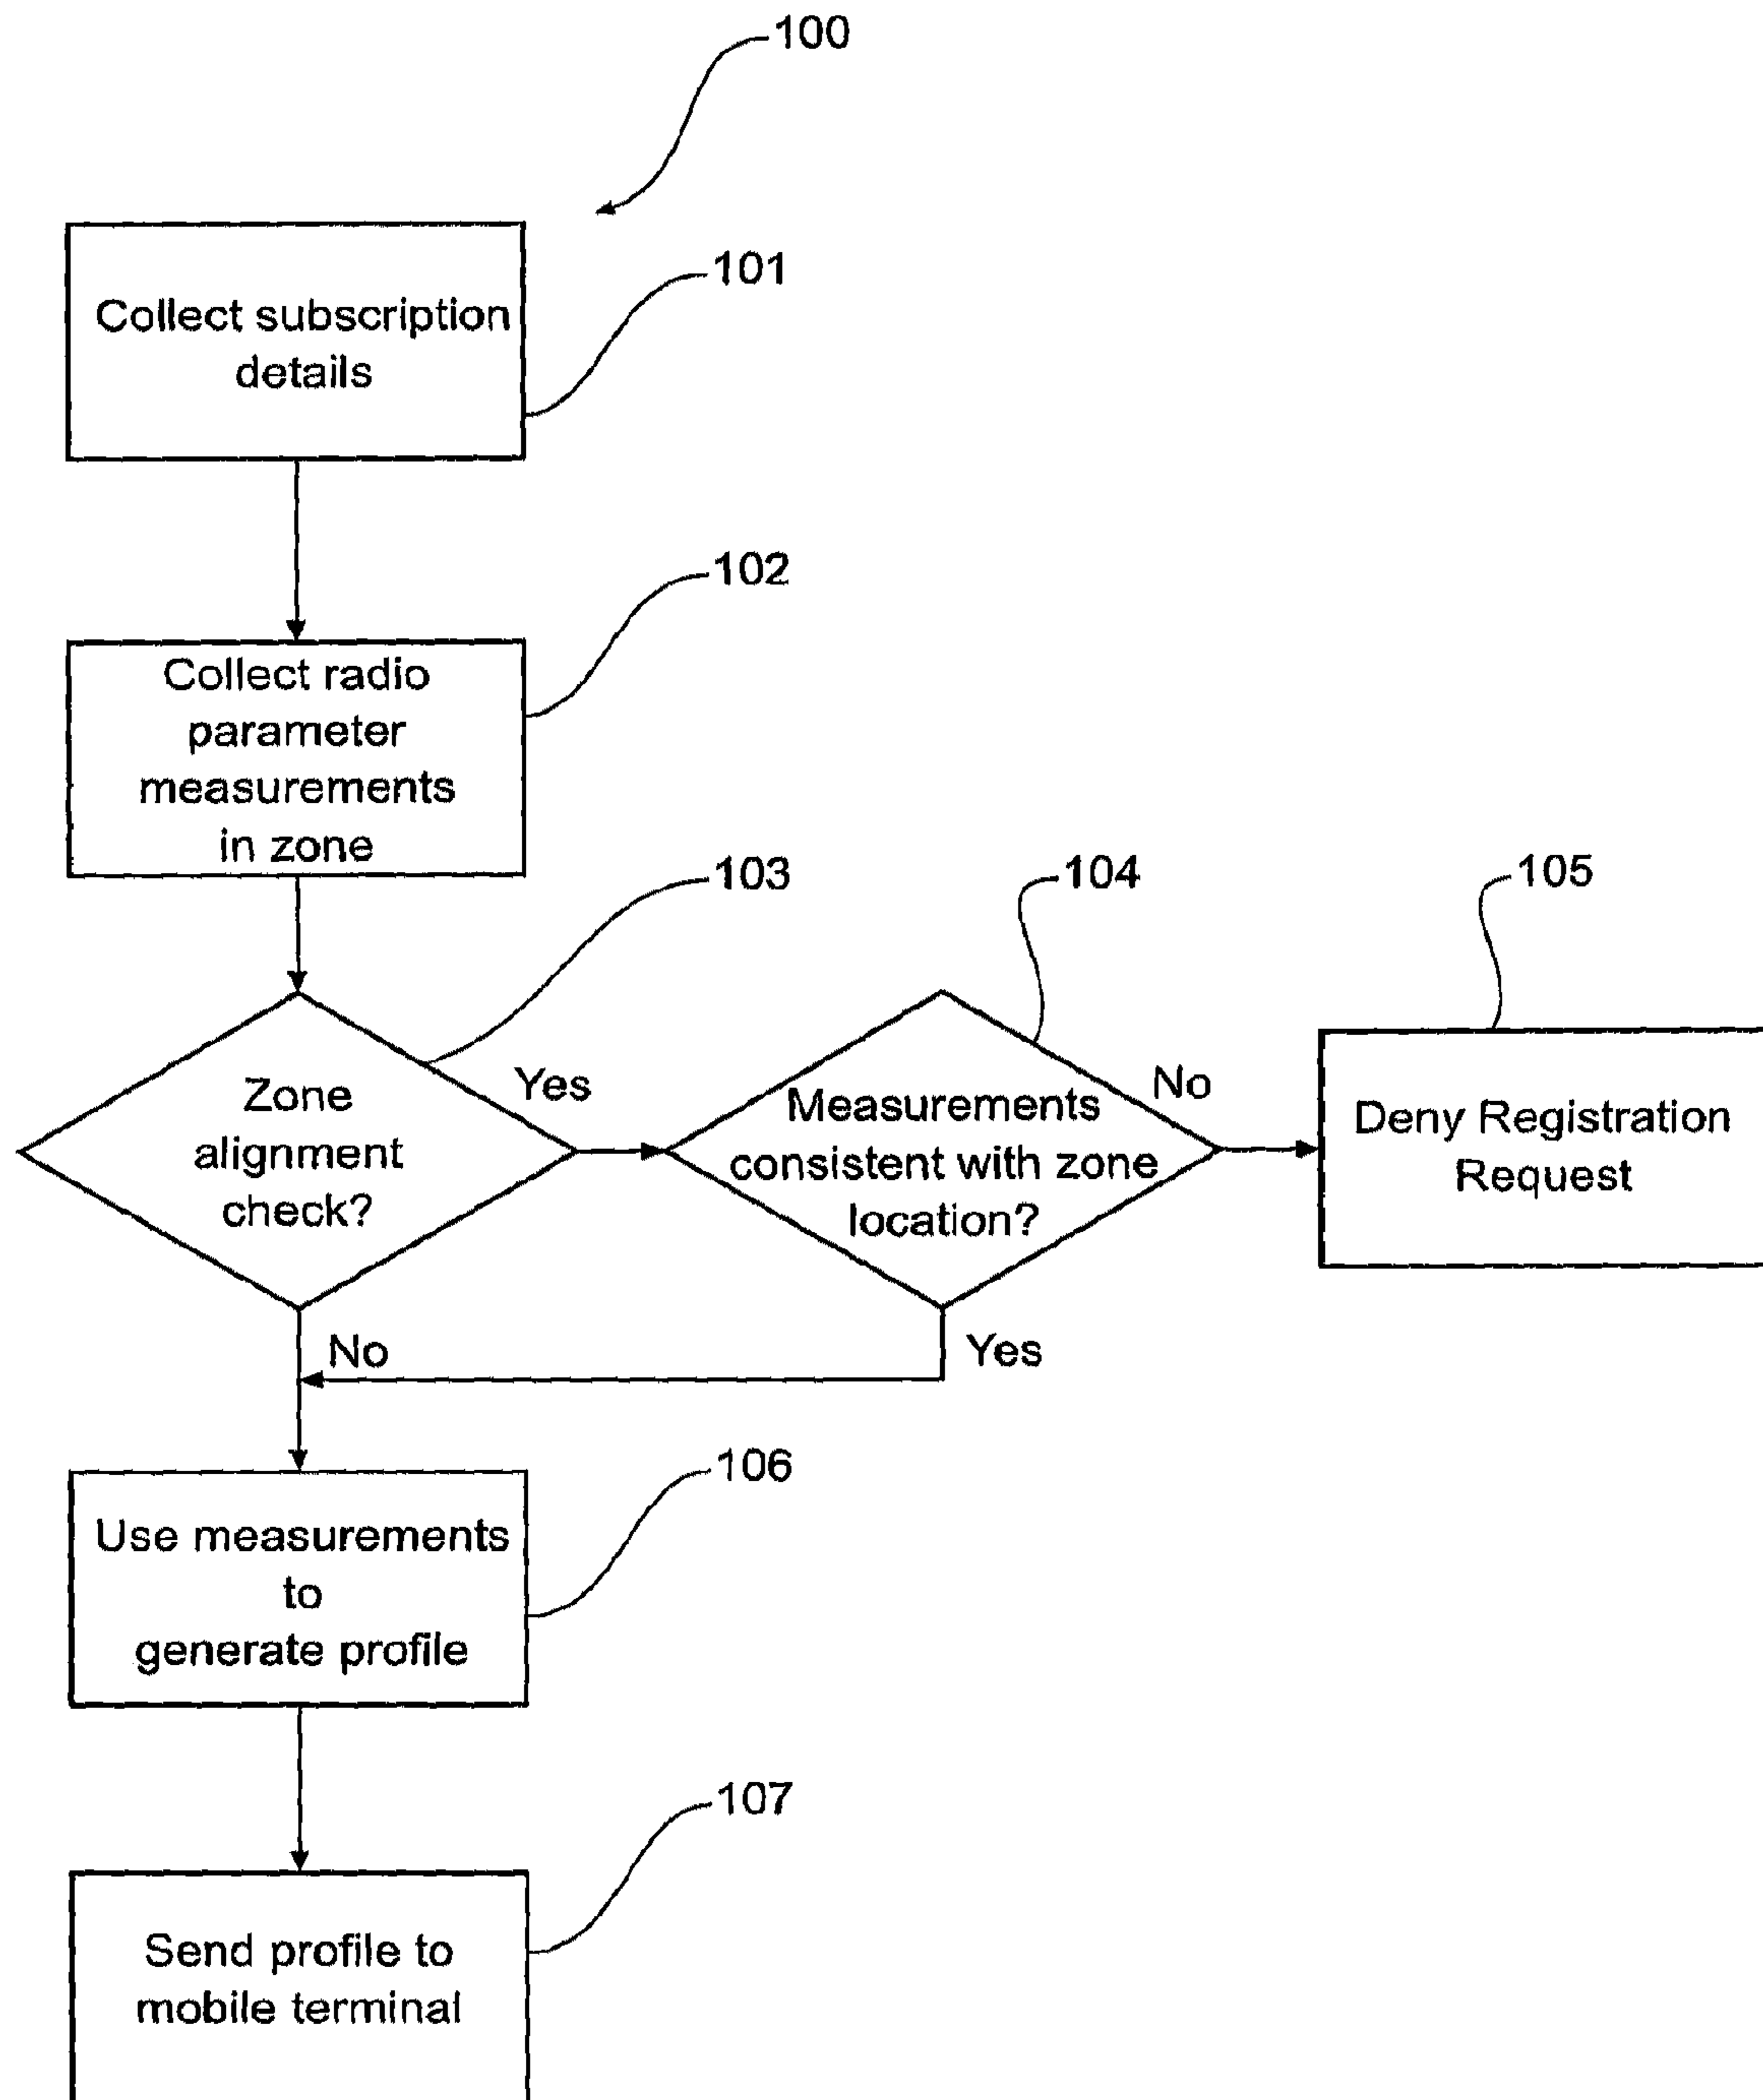 100
Collect subscription
details
101
Collect radio
parameter
measurements
in zone
102
Zone
alignment
check?
103
Yes
No
Measurements
consistent with zone
location?
104
No
Yes
Deny Registration
Request
105
Use measurements
to
generate profile
106
Send profile to
mobile terminal
107